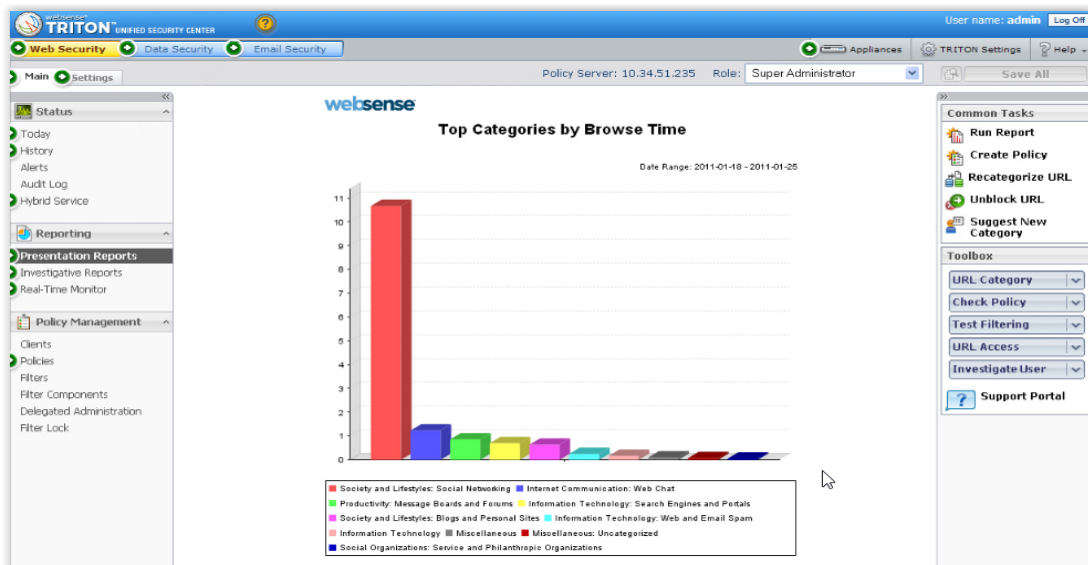 websense
TRITON™ UNIFIED SECURITY CENTER
?
User name: admin Log Off
Web Security Data Security Email Security
Appliances TRITON Settings ? Help
Main Settings
Policy Server: 10.34.51.235 Role: Super Administrator Save All
Status
Today
History
Alerts
Audit Log
Hybrid Service
Reporting
Presentation Reports
Investigative Reports
Real-Time Monitor
Policy Management
Clients
Policies
Filters
Filter Components
Delegated Administration
Filter Lock
websense
Top Categories by Browse Time
Date Range: 2011-01-18 - 2011-01-25
11
10
9
8
7
6
5
4
3
2
1
0
Society and Lifestyles: Social Networking Internet Communication: Web Chat
Productivity: Message Boards and Forums Information Technology: Search Engines and Portals
Society and Lifestyles: Blogs and Personal Sites Information Technology: Web and Email Spam
Information Technology Miscellaneous Miscellaneous: Uncategorized
Social Organizations: Service and Philanthropic Organizations
Common Tasks
Run Report
Create Policy
Recategorize URL
Unblock URL
Suggest New
Category
Toolbox
URL Category
Check Policy
Test Filtering
URL Access
Investigate User
? Support Portal